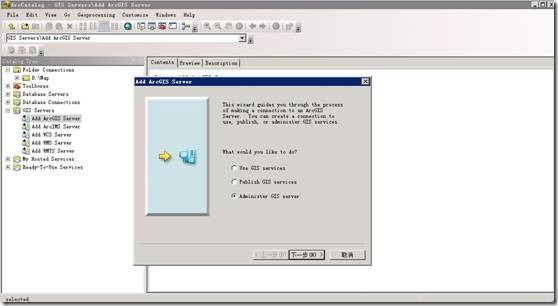 ArcCatalog - GIS Servers\Add ArcGIS Server
File Edit View Go Geoprocessing Customize Windows Help
GIS Servers\Add ArcGIS Server
Catalog Tree
Folder Connections
D:\Map
Toolboxes
Database Servers
Database Connections
GIS Servers
Add ArcGIS Server
Add ArcIMS Server
Add WCS Server
Add WMS Server
Add WMTS Server
My Hosted Services
Ready-To-Use Services
Contents Preview Description
Add ArcGIS Server
This wizard guides you through the process
of making a connection to an ArcGIS
Server. You can create a connection to
use, publish, or administer GIS services.
What would you like to do?
Use GIS services
Publish GIS services
Administer GIS server
<上一步(B) 下一步(N)> 取消
selected